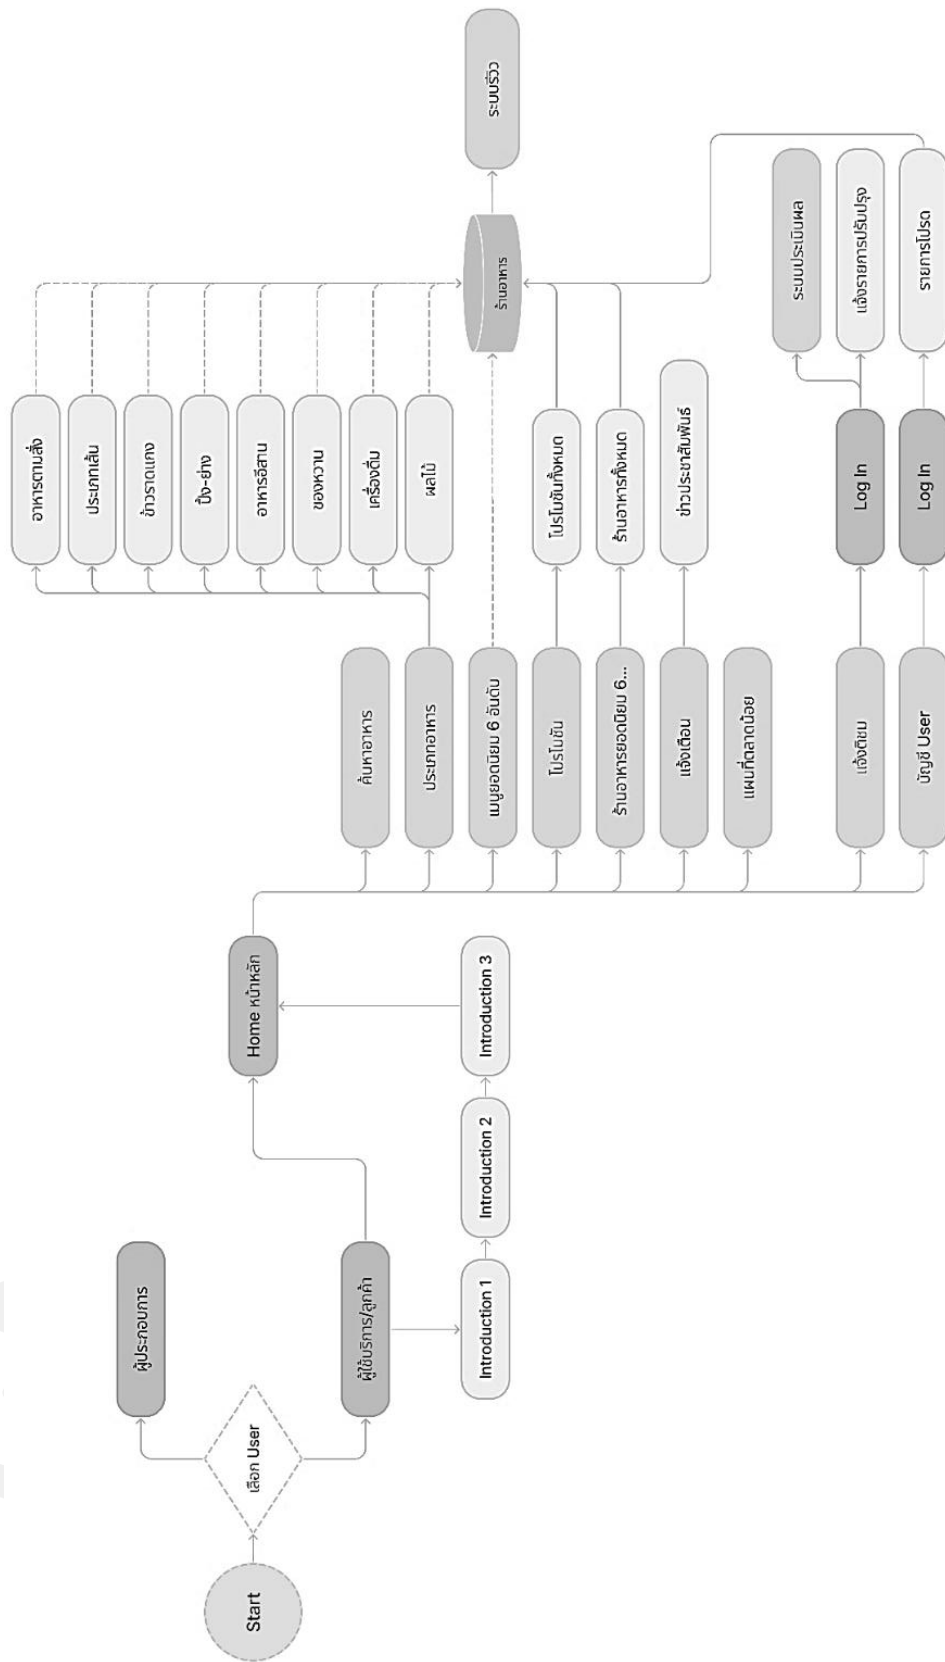 Start
เลือก User
ผู้ประกอบการ
ผู้ใช้บริการ/ลูกค้า
Introduction 1
Introduction 2
Introduction 3
Home หน้าหลัก
ค้นหาอาหาร
ประเภทอาหาร
เมนูยอดนิยม 6 อันดับ
โปรโมชัน
ร้านอาหารยอดนิยม 6...
แจ้งเตือน
แผนที่ตลาดน้อย
แจ้งติชม
บัญชี User
อาหารตามสั่ง
ประเภทเส้น
ข้าวราดแกง
ปิ้ง-ย่าง
อาหารอีสาน
ของหวาน
เครื่องดื่ม
ผลไม้
โปรโมชันทั้งหมด
ร้านอาหารทั้งหมด
ข่าวประชาสัมพันธ์
Log In
Log In
ร้านอาหาร
ระบบประเมินผล
แจ้งรายการปรับปรุง
รายการโปรด
ระบบรีวิว